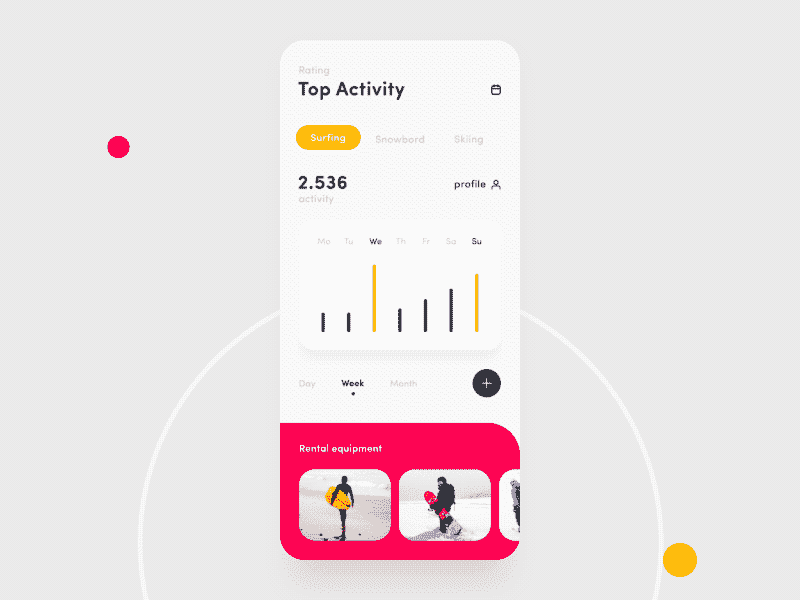 Rating
Top Activity
Surfing Snowbord Skiing
2.536
profile
activity
Mo Tu We Th Fr Sa Su
Day Week Month
Rental equipment